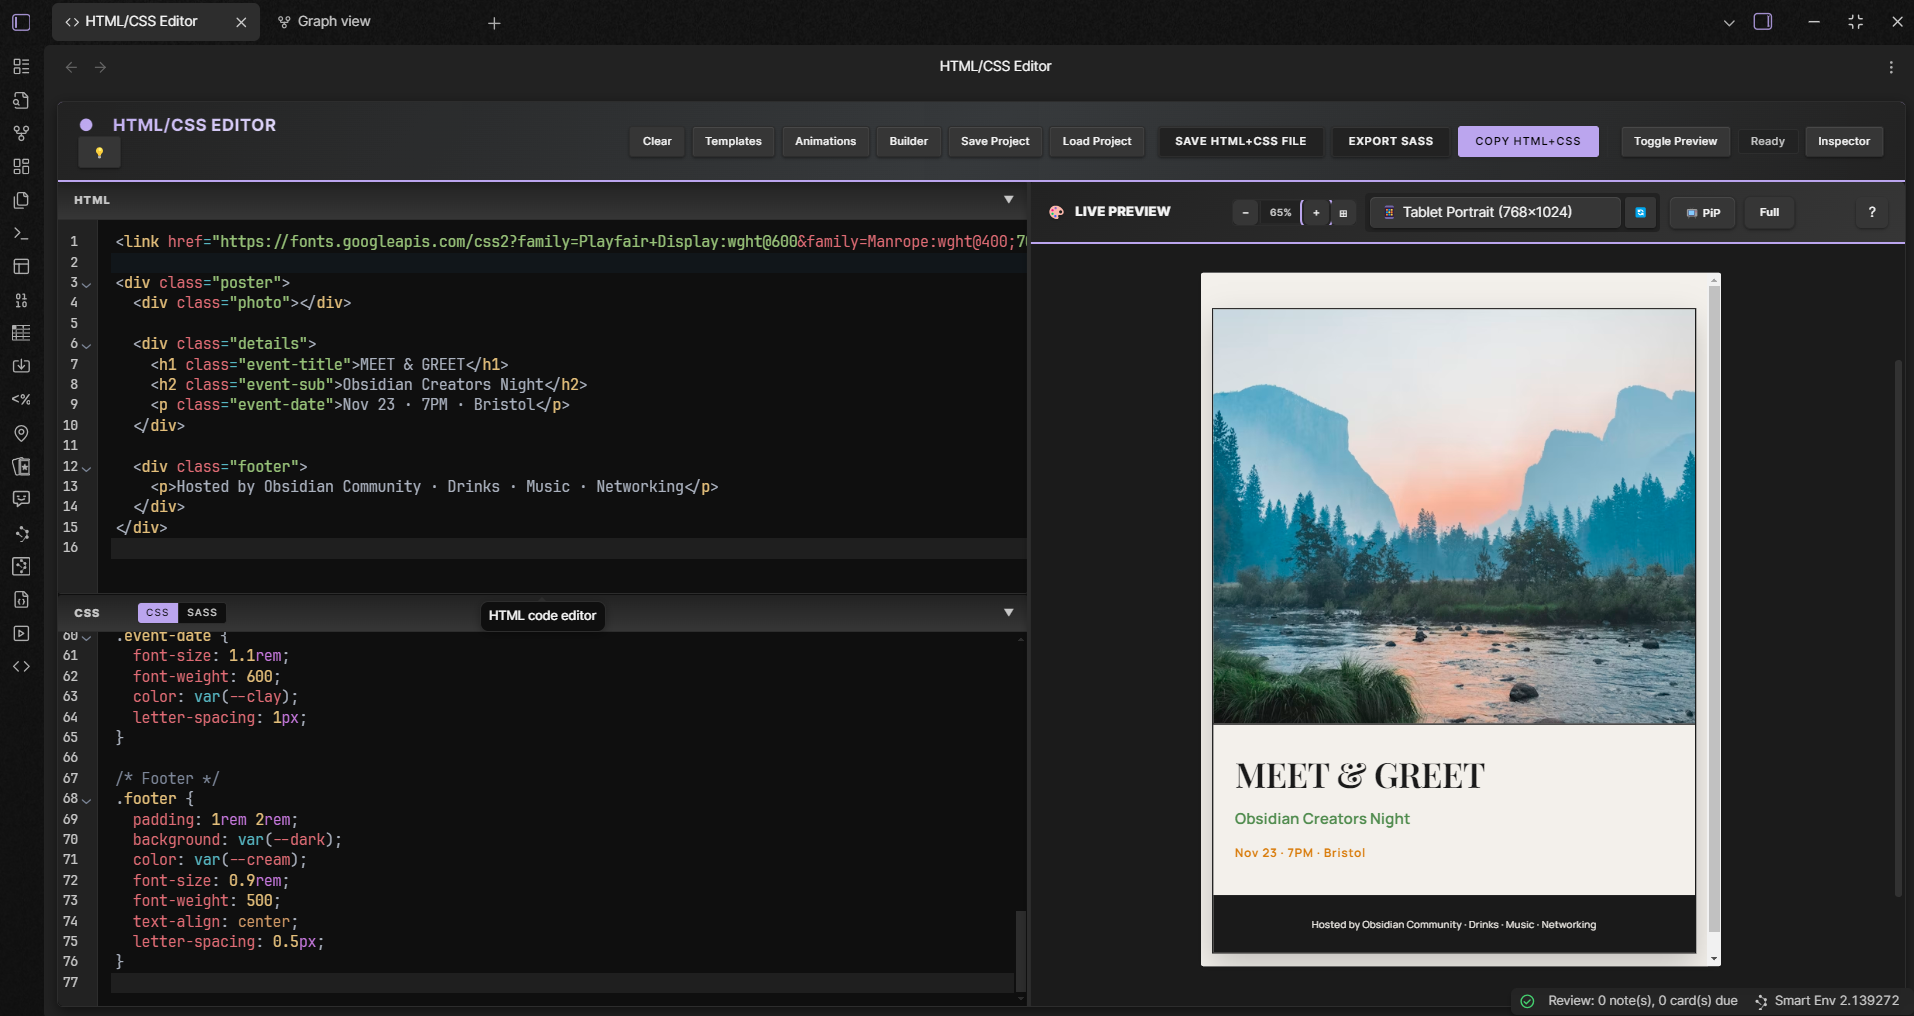 HTML/CSS Editor
Graph view
HTML/CSS Editor
HTML/CSS EDITOR
Clear
Templates
Animations
Builder
Save Project
Load Project
SAVE HTML+CSS FILE
EXPORT SASS
COPY HTML+CSS
Toggle Preview
Ready
Inspector
HTML
1 <link href="https://fonts.googleapis.com/css2?family=Playfair+Display:wght@600&family=Manrope:wght@400;
2
3 <div class="poster">
4 <div class="photo"></div>
5
6 <div class="details">
7 <h1 class="event-title">MEET & GREET</h1>
8 <h2 class="event-sub">Obsidian Creators Night</h2>
9 <p class="event-date">Nov 23 · 7PM · Bristol</p>
10 </div>
11
12 <div class="footer">
13 <p>Hosted by Obsidian Community · Drinks · Music · Networking</p>
14 </div>
15 </div>
16
CSS
CSS
SASS
HTML code editor
60 .event-date {
61 font-size: 1.1rem;
62 font-weight: 600;
63 color: var(--clay);
64 letter-spacing: 1px;
65 }
66
67 /* Footer */
68 .footer {
69 padding: 1rem 2rem;
70 background: var(--dark);
71 color: var(--cream);
72 font-size: 0.9rem;
73 font-weight: 500;
74 text-align: center;
75 letter-spacing: 0.5px;
76 }
77
LIVE PREVIEW
- 65% +
Tablet Portrait (768×1024)
PiP
Full
?
MEET & GREET
Obsidian Creators Night
Nov 23 · 7PM · Bristol
Hosted by Obsidian Community · Drinks · Music · Networking
Review: 0 note(s), 0 card(s) due
Smart Env 2.139272